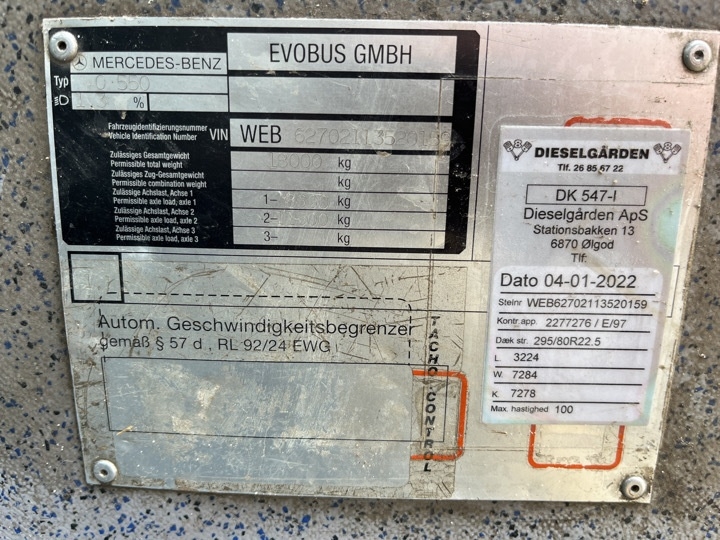 MERCEDES-BENZ
EVOBUS GMBH
Typ
O 550
%
Fahrzeugidentifizierungsnummer
Vehicle Identification Number
VIN
WEB
Zulässiges Gesamtgewicht
Permissible total weight
kg
Zulässiges Zug-Gesamtgewicht
Permissible combination weight
kg
Zulässige Achslast, Achse 1
Permissible axle load, axle 1
1– kg
Zulässige Achslast, Achse 2
Permissible axle load, axle 2
2– kg
Zulässige Achslast, Achse 3
Permissible axle load, axle 3
3– kg
Autom. Geschwindigkeitsbegrenzer
gemäß § 57 d , RL 92/24 EWG
TACHO-CONTROL
DIESELGÅRDEN
Tlf. 26 85 67 22
DK 547-I
Dieselgården ApS
Stationsbakken 13
6870 Ølgod
Tlf:
Dato 04-01-2022
Stelnr WEB62702113520159
Kontr.app. 2277276 / E/97
Dæk str. 295/80R22.5
L 3224
W. 7284
K 7278
Max. hastighed 100